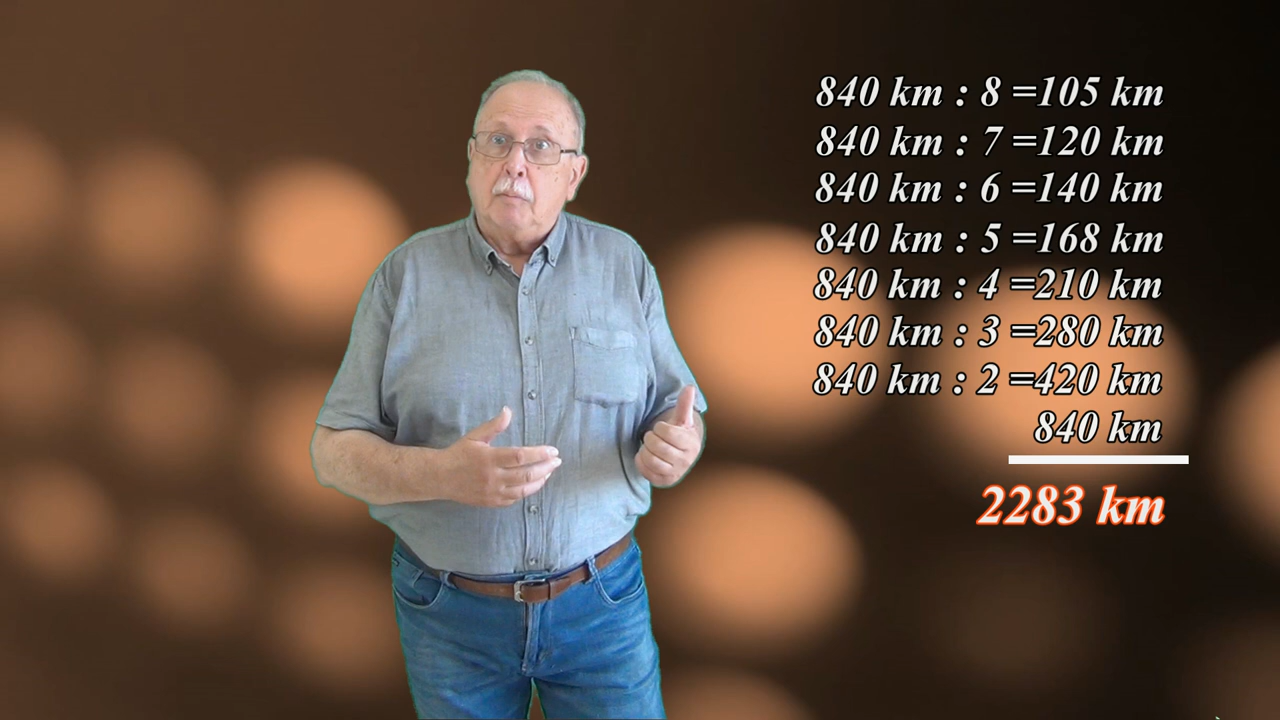 840 km : 8 =105 km
840 km : 7 =120 km
840 km : 6 =140 km
840 km : 5 =168 km
840 km : 4 =210 km
840 km : 3 =280 km
840 km : 2 =420 km
840 km
2283 km